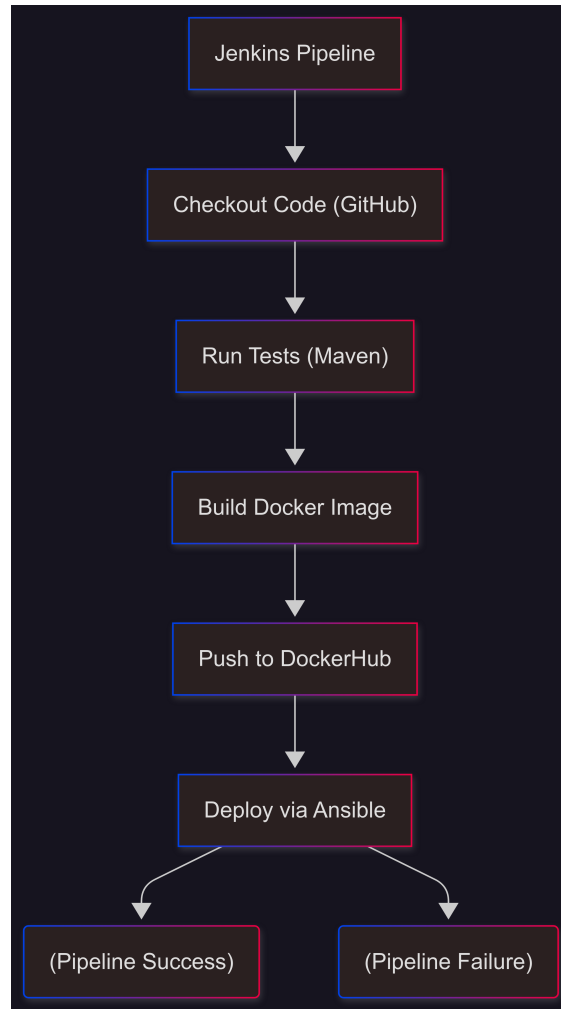 Jenkins Pipeline
Checkout Code (GitHub)
Run Tests (Maven)
Build Docker Image
Push to DockerHub
Deploy via Ansible
(Pipeline Success)
(Pipeline Failure)